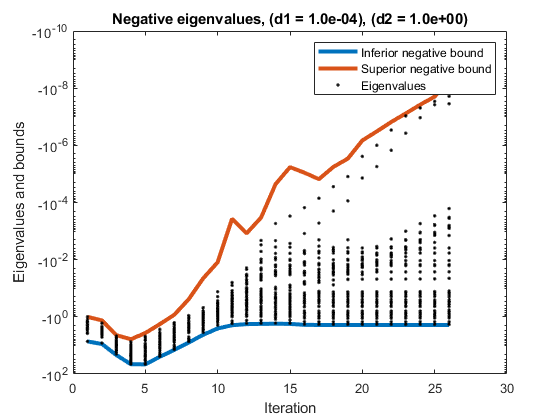 Negative eigenvalues, (d1 = 1.0e-04), (d2 = 1.0e+00)
-10^-10
-10^-8
-10^-6
-10^-4
-10^-2
-10^0
-10^2
Eigenvalues and bounds
Inferior negative bound
Superior negative bound
Eigenvalues
0 5 10 15 20 25 30
Iteration